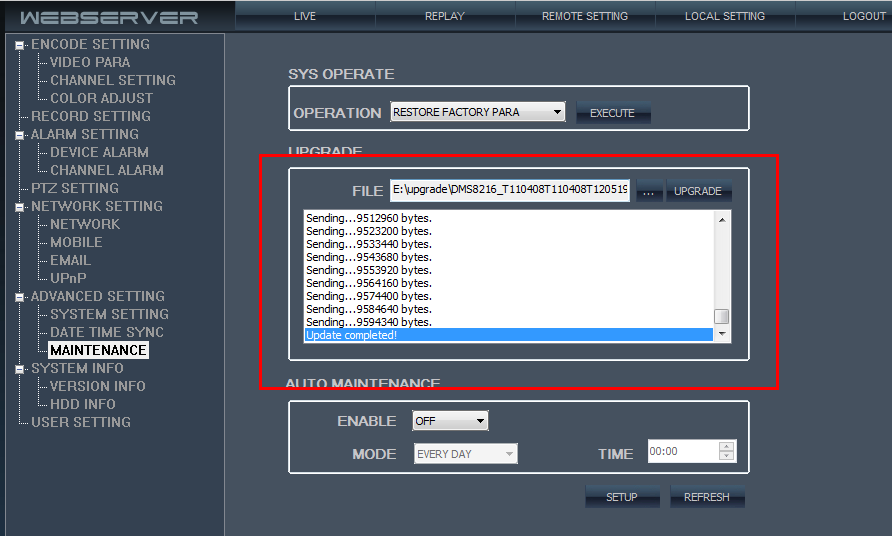 WEBSERVER
LIVE REPLAY REMOTE SETTING LOCAL SETTING LOGOUT
ENCODE SETTING
VIDEO PARA
CHANNEL SETTING
COLOR ADJUST
RECORD SETTING
ALARM SETTING
DEVICE ALARM
CHANNEL ALARM
PTZ SETTING
NETWORK SETTING
NETWORK
MOBILE
EMAIL
UPnP
ADVANCED SETTING
SYSTEM SETTING
DATE TIME SYNC
MAINTENANCE
SYSTEM INFO
VERSION INFO
HDD INFO
USER SETTING
SYS OPERATE
OPERATION RESTORE FACTORY PARA EXECUTE
UPGRADE
FILE E:\upgrade\DMS8216_T110408T110408T120519 ... UPGRADE
Sending...9512960 bytes.
Sending...9523200 bytes.
Sending...9533440 bytes.
Sending...9543680 bytes.
Sending...9553920 bytes.
Sending...9564160 bytes.
Sending...9574400 bytes.
Sending...9584640 bytes.
Sending...9594340 bytes.
Update completed!
AUTO MAINTENANCE
ENABLE OFF
MODE EVERY DAY TIME 00:00
SETUP REFRESH